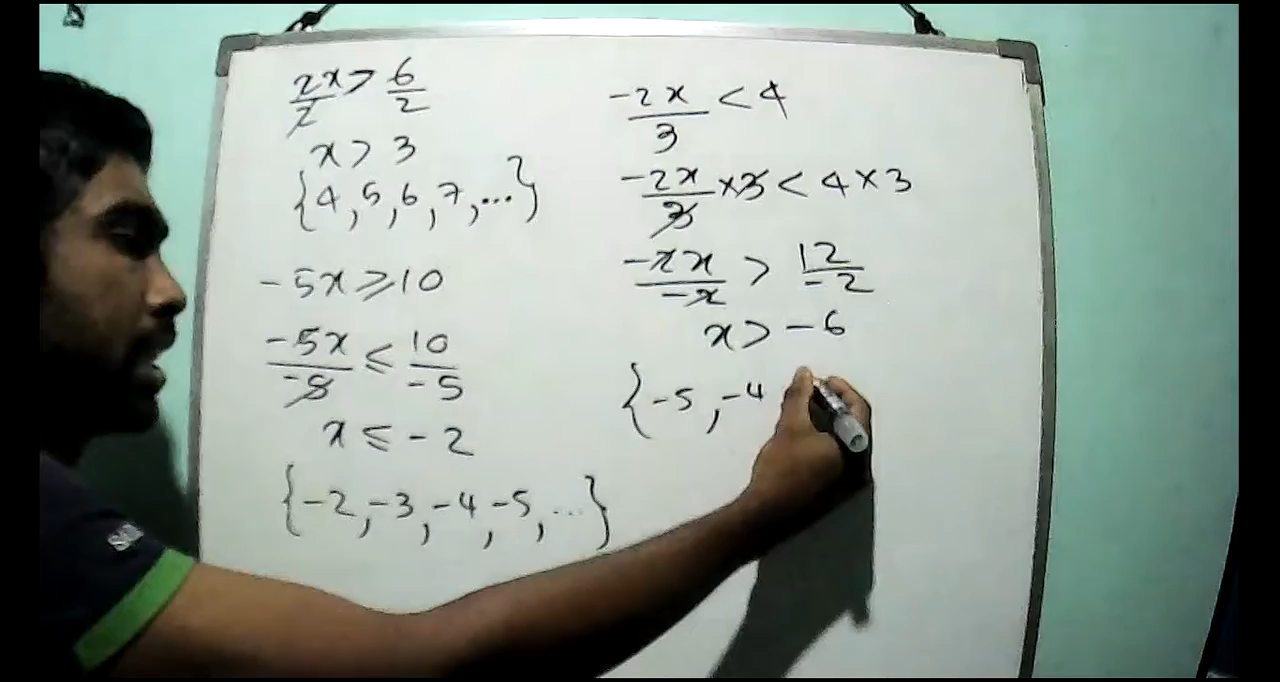 2x/2 > 6/2
x > 3
{4, 5, 6, 7, ...}
-5x ≥ 10
-5x/-5 ≤ 10/-5
x ≤ -2
{-2, -3, -4, -5, ...}
-2x/3 < 4
-2x/3 × 3 < 4 × 3
-2x/-2 > 12/-2
x > -6
{-5, -4